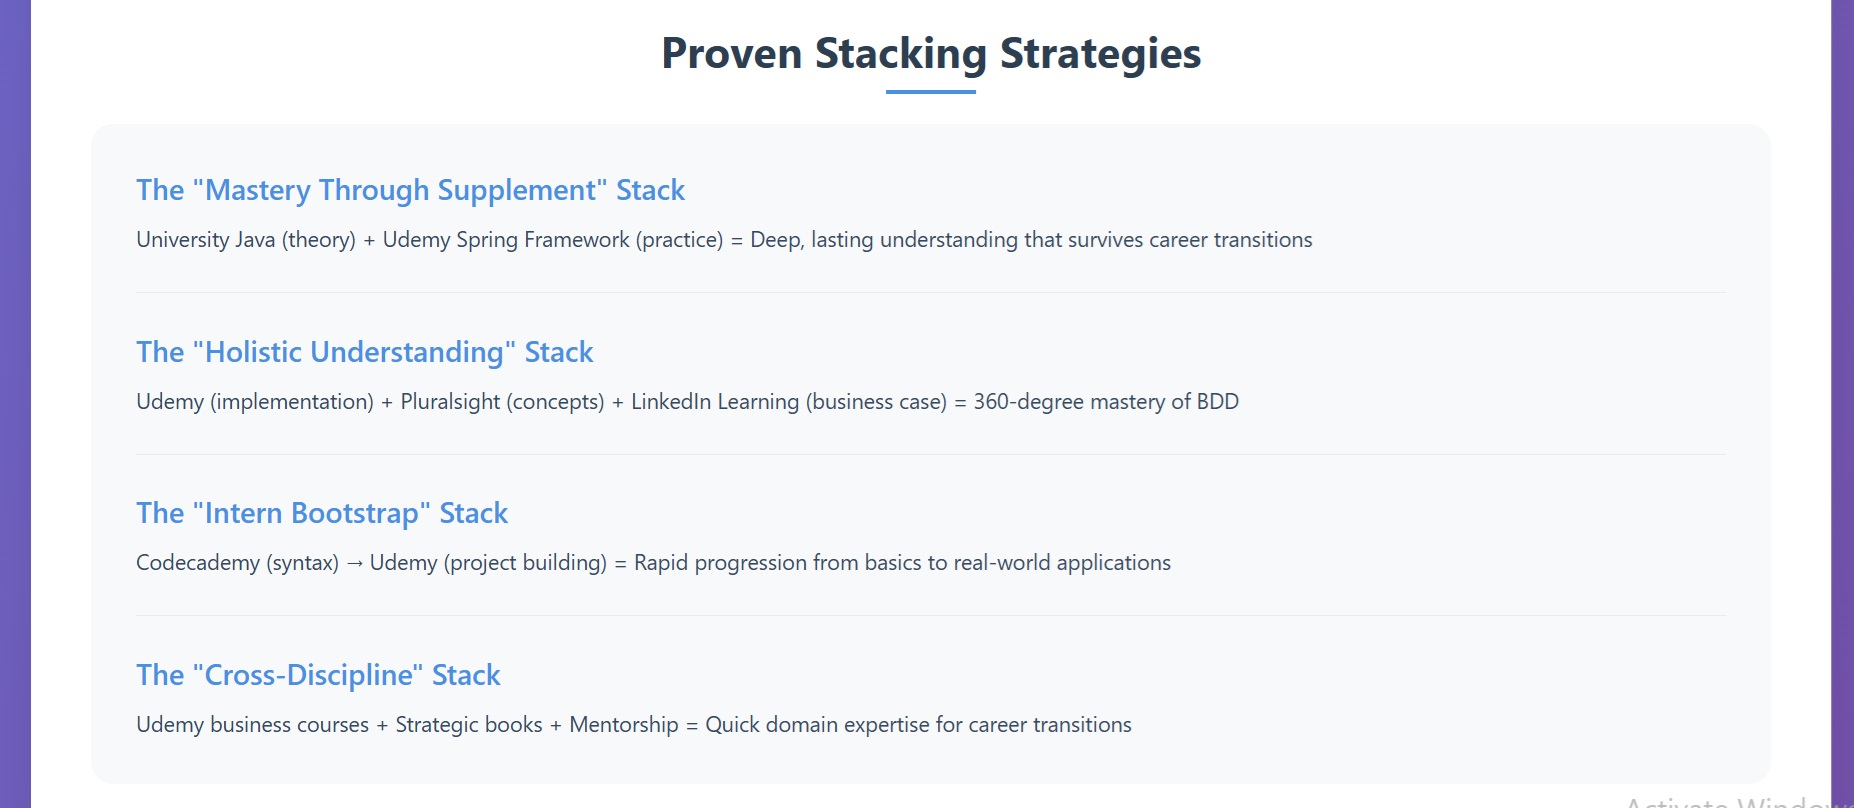 Proven Stacking Strategies
The "Mastery Through Supplement" Stack
University Java (theory) + Udemy Spring Framework (practice) = Deep, lasting understanding that survives career transitions
The "Holistic Understanding" Stack
Udemy (implementation) + Pluralsight (concepts) + LinkedIn Learning (business case) = 360-degree mastery of BDD
The "Intern Bootstrap" Stack
Codecademy (syntax) → Udemy (project building) = Rapid progression from basics to real-world applications
The "Cross-Discipline" Stack
Udemy business courses + Strategic books + Mentorship = Quick domain expertise for career transitions
Activate Windows